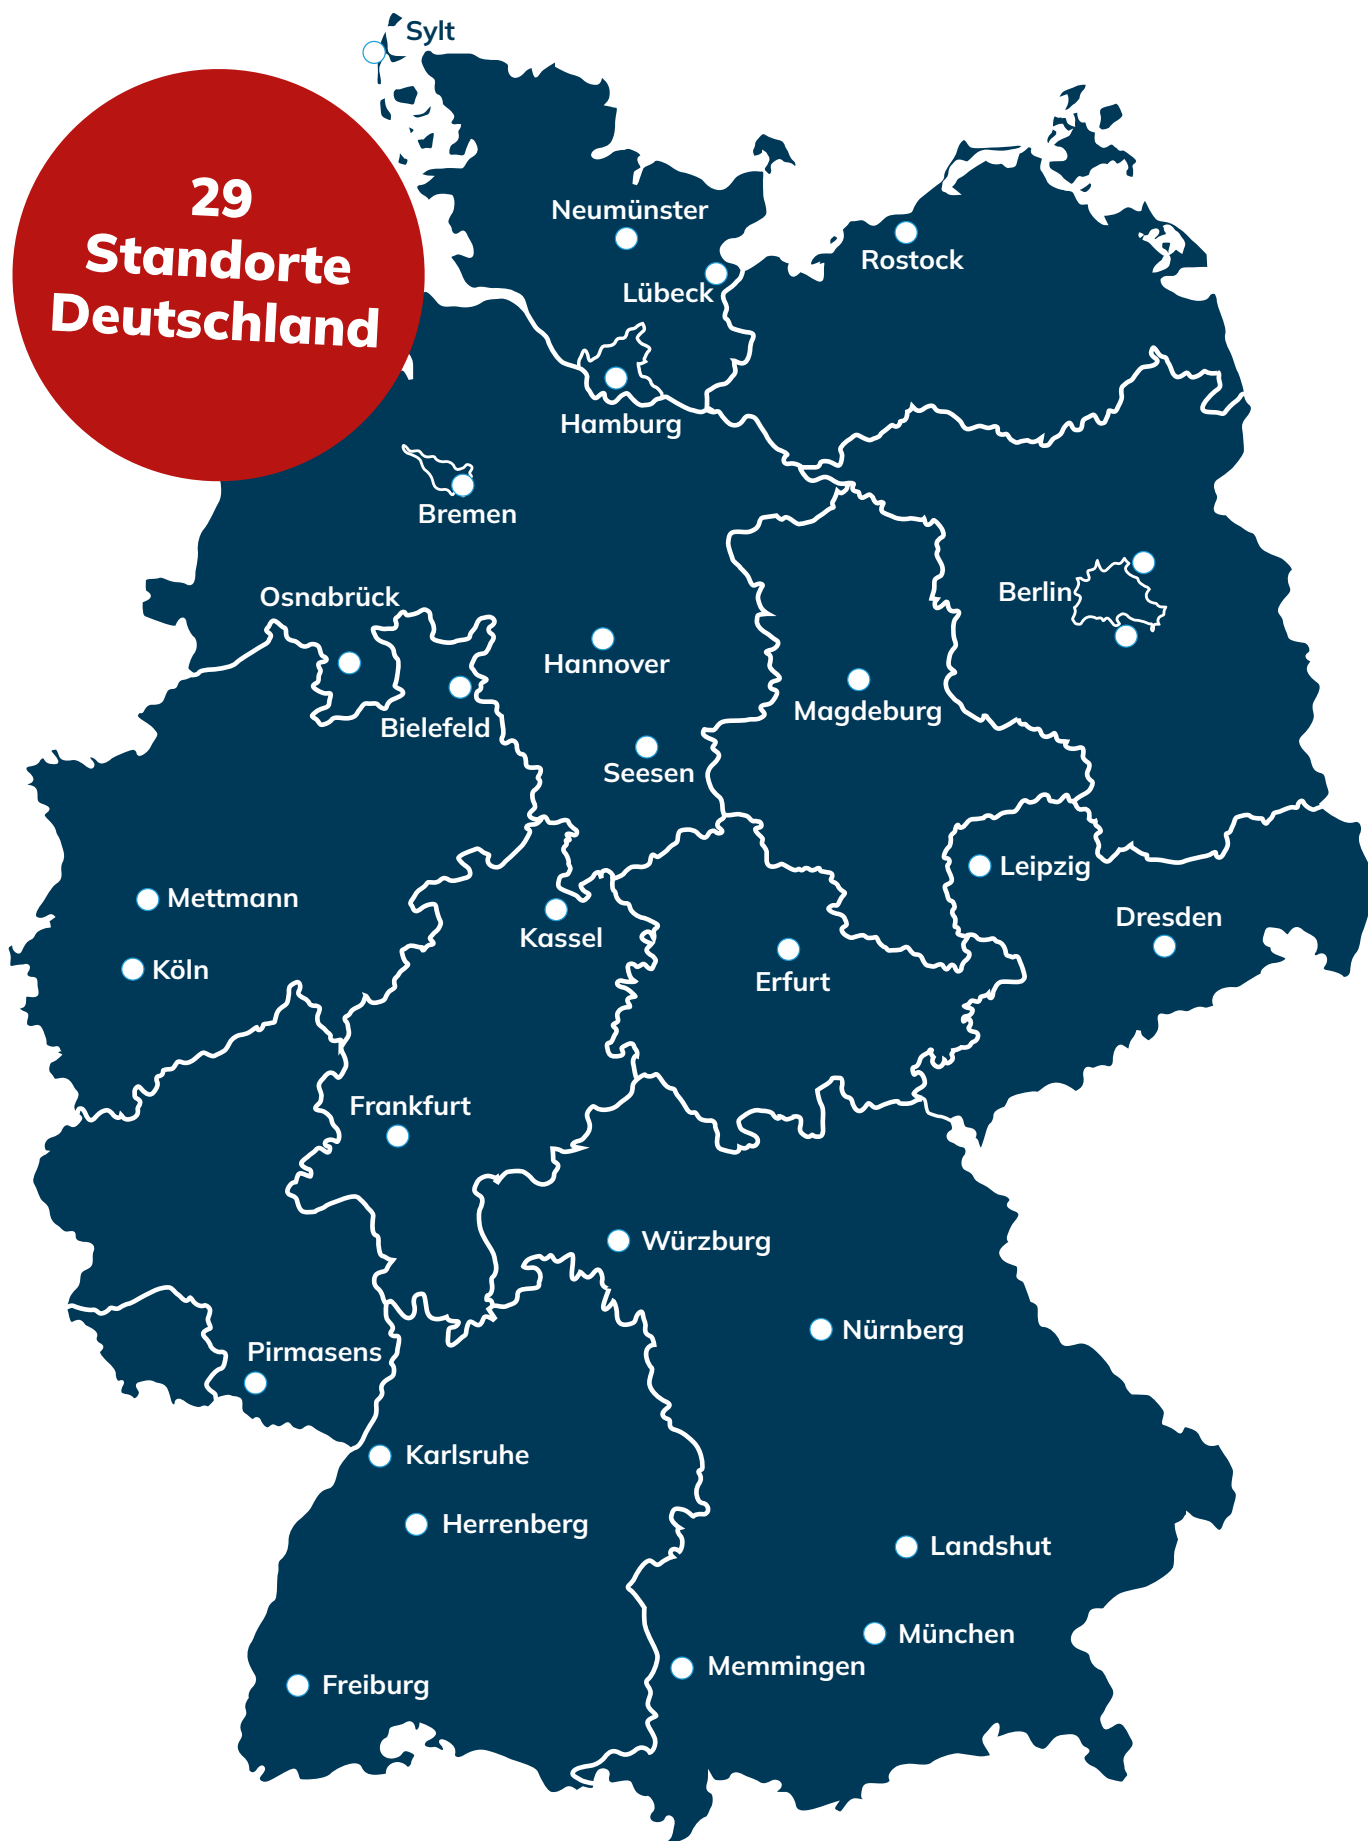 Sylt
29
Standorte
Deutschland
Neumünster
Rostock
Lübeck
Hamburg
Bremen
Berlin
Osnabrück
Hannover
Magdeburg
Bielefeld
Seesen
Leipzig
Mettmann
Dresden
Kassel
Köln
Erfurt
Frankfurt
Würzburg
Nürnberg
Pirmasens
Karlsruhe
Herrenberg
Landshut
München
Memmingen
Freiburg